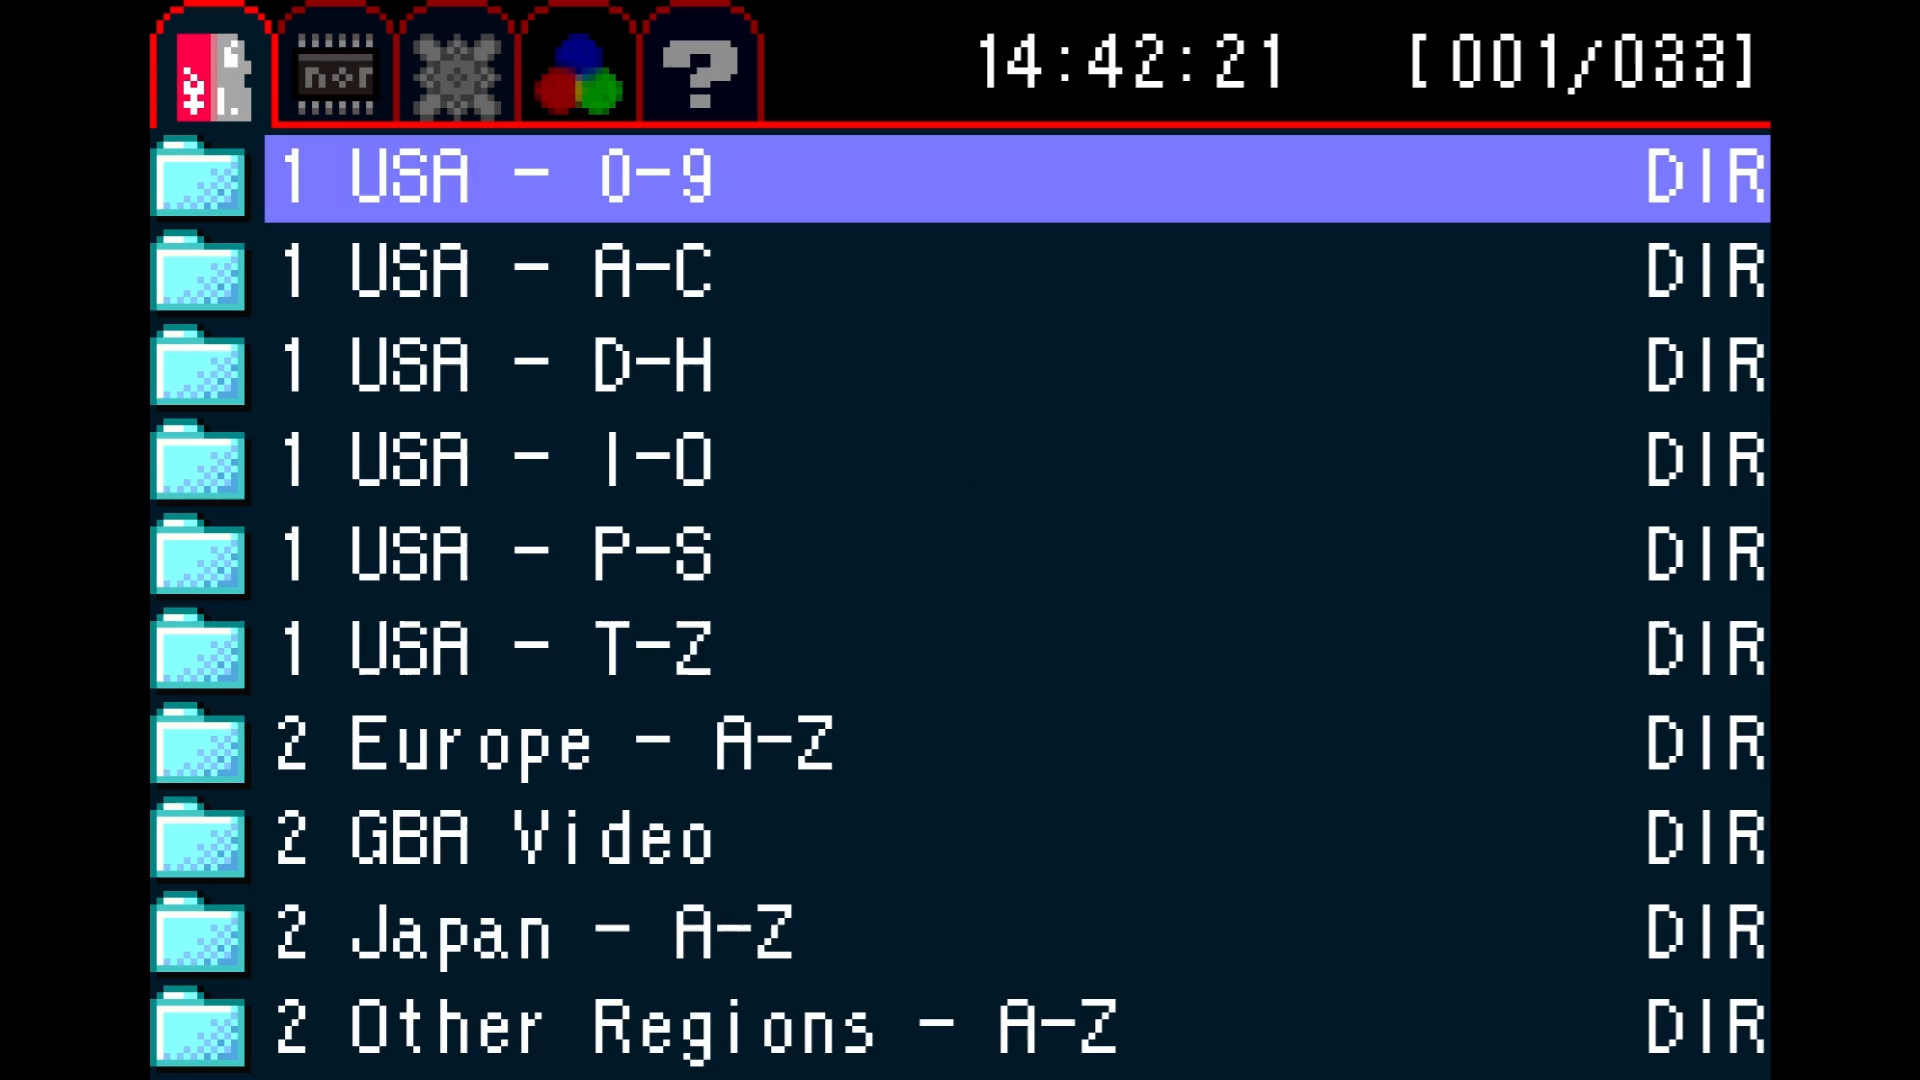 nor ? 14:42:21 [001/033]
1 USA - 0-9 DIR
1 USA - A-C DIR
1 USA - D-H DIR
1 USA - I-O DIR
1 USA - P-S DIR
1 USA - T-Z DIR
2 Europe - A-Z DIR
2 GBA Video DIR
2 Japan - A-Z DIR
2 Other Regions - A-Z DIR